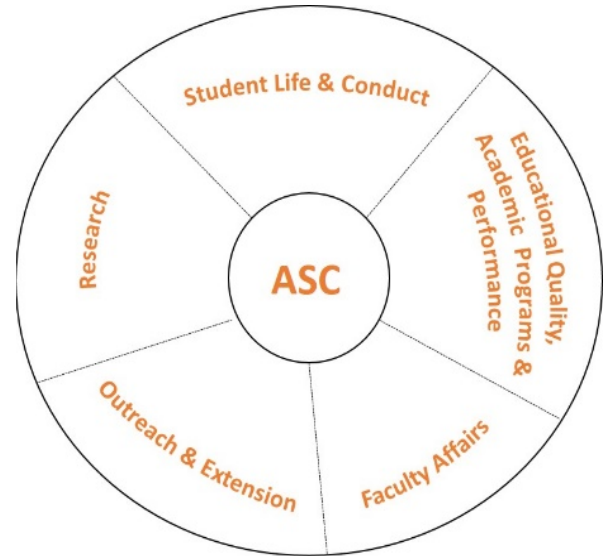 Student Life & Conduct
Educational Quality,
Academic Programs &
Performance
Research
ASC
Outreach & Extension
Faculty Affairs